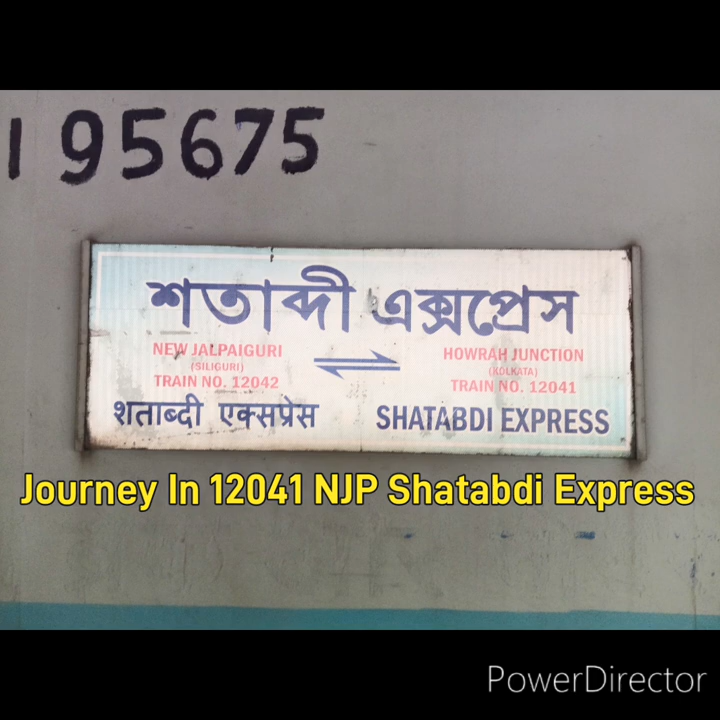 195675
শতাব্দী এক্সপ্রেস
NEW JALPAIGURI
(SILIGURI)
TRAIN NO. 12042
HOWRAH JUNCTION
(KOLKATA)
TRAIN NO. 12041
शताब्दी एक्सप्रेस SHATABDI EXPRESS
Journey In 12041 NJP Shatabdi Express
PowerDirector